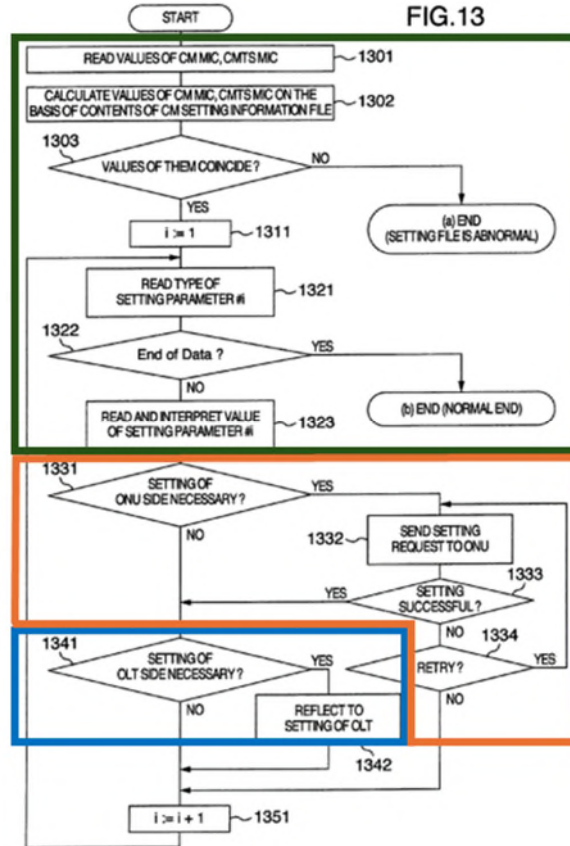 FIG.13
START
READ VALUES OF CM MIC, CMTS MIC
1301
CALCULATE VALUES OF CM MIC, CMTS MIC ON THE
BASIS OF CONTENTS OF CM SETTING INFORMATION FILE
1302
1303
VALUES OF THEM COINCIDE ?
NO
YES
(a) END
(SETTING FILE IS ABNORMAL)
i := 1
1311
READ TYPE OF
SETTING PARAMETER #i
1321
1322
End of Data ?
YES
NO
(b) END (NORMAL END)
READ AND INTERPRET VALUE
OF SETTING PARAMETER #i
1323
1331
SETTING OF
ONU SIDE NECESSARY ?
YES
NO
1332
SEND SETTING
REQUEST TO ONU
1333
SETTING
SUCCESSFUL ?
YES
NO
1334
RETRY ?
YES
NO
1341
SETTING OF
OLT SIDE NECESSARY ?
YES
NO
REFLECT TO
SETTING OF OLT
1342
i := i + 1
1351